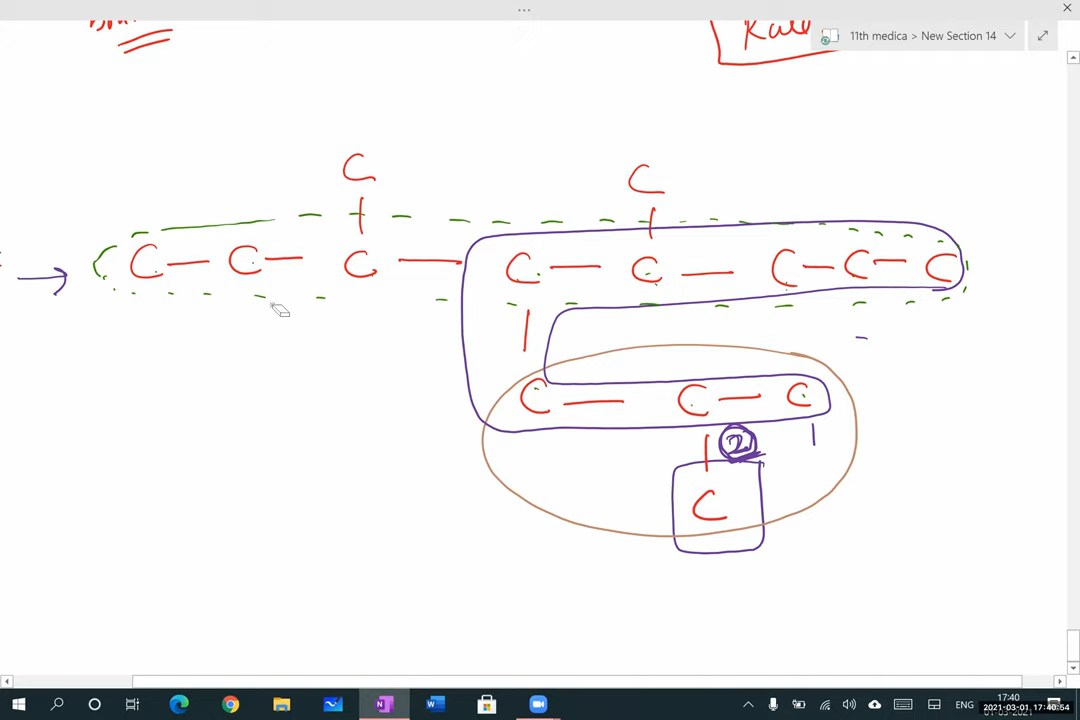 11th medica > New Section 14
C C
C — C — C — C — C — C — C — C
C — C — C
2
C
ENG
17:40
2021-03-01 17:40:54